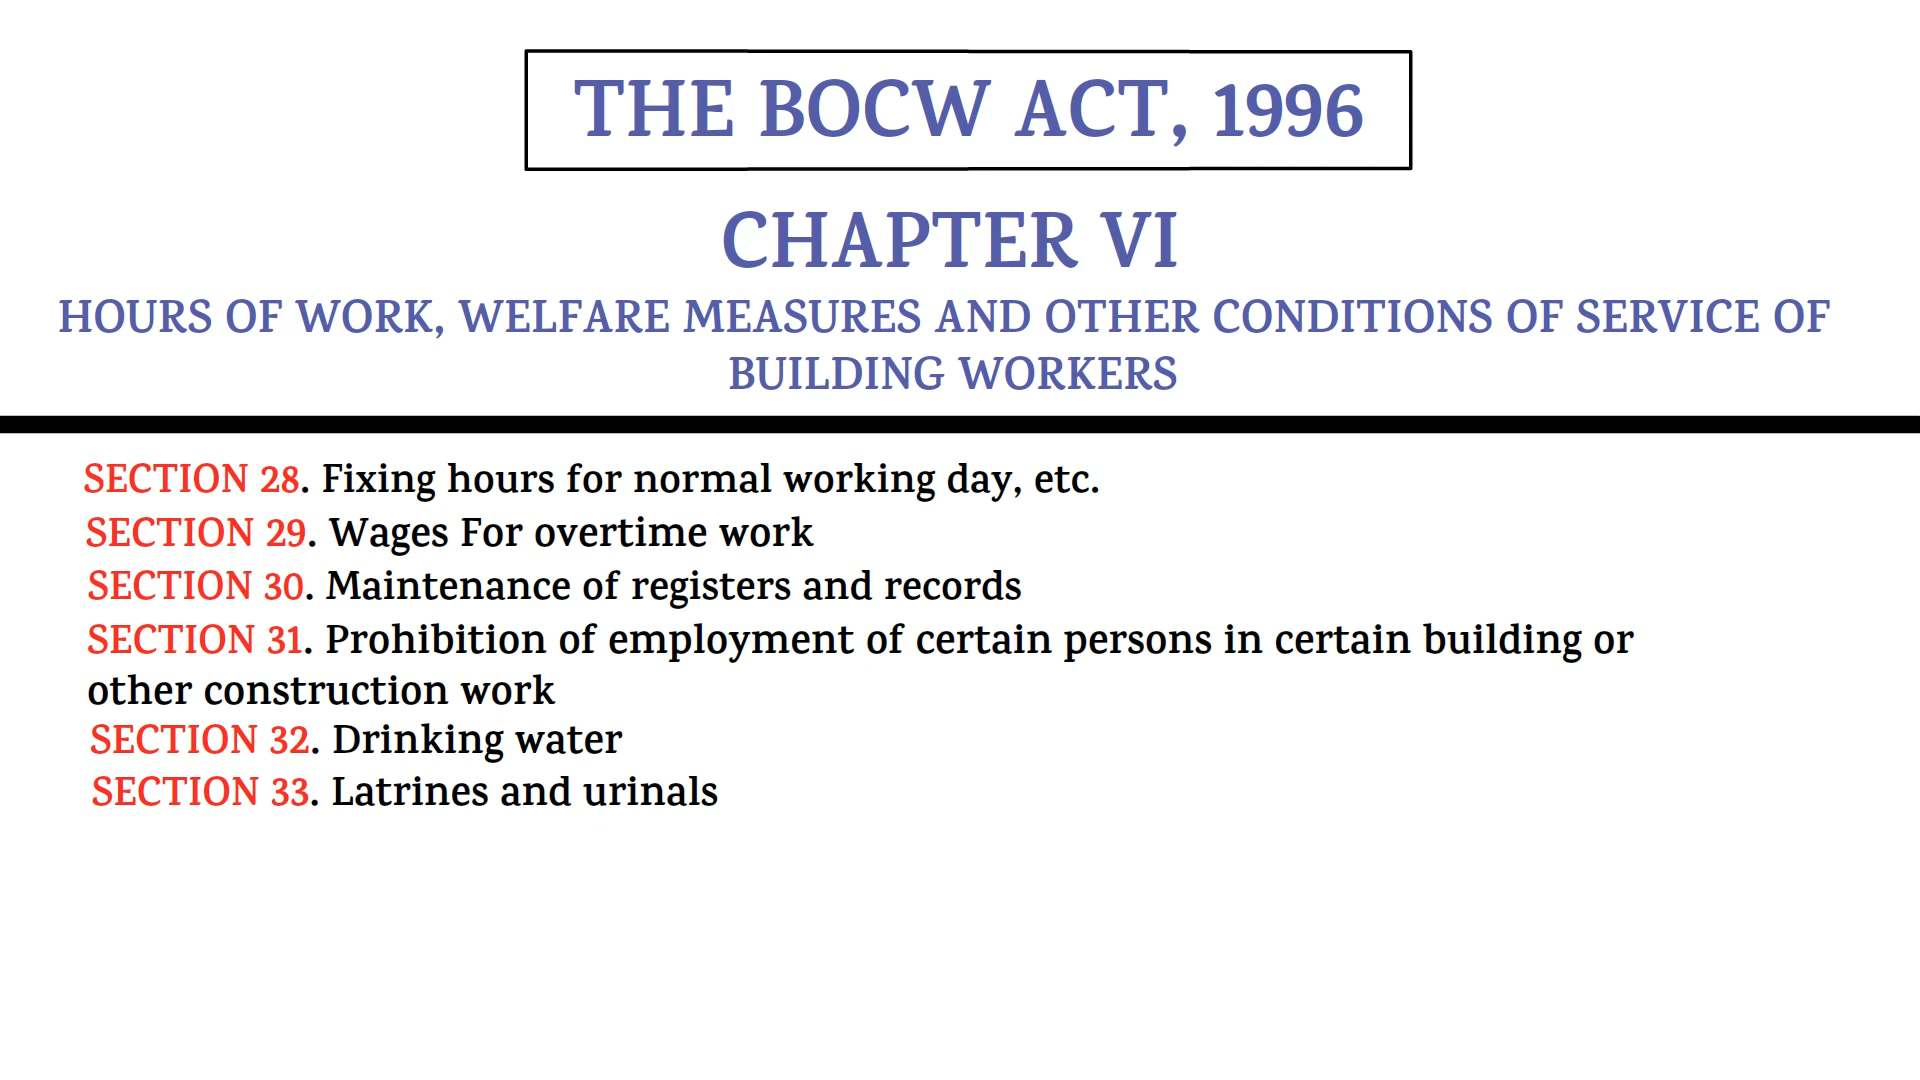 THE BOCW ACT, 1996
CHAPTER VI
HOURS OF WORK, WELFARE MEASURES AND OTHER CONDITIONS OF SERVICE OF
BUILDING WORKERS
SECTION 28. Fixing hours for normal working day, etc.
SECTION 29. Wages For overtime work
SECTION 30. Maintenance of registers and records
SECTION 31. Prohibition of employment of certain persons in certain building or
other construction work
SECTION 32. Drinking water
SECTION 33. Latrines and urinals